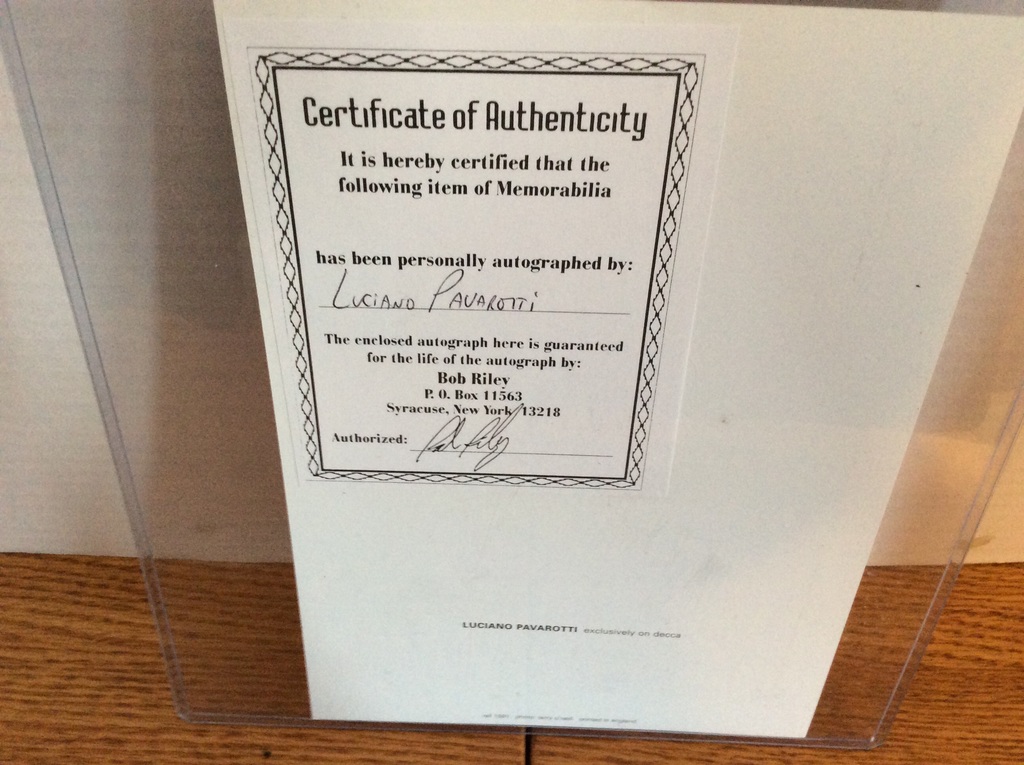 Certificate of Authenticity
It is hereby certified that the
following item of Memorabilia
has been personally autographed by:
LUCIANO PAVAROTTI
The enclosed autograph here is guaranteed
for the life of the autograph by:
Bob Riley
P. O. Box 11563
Syracuse, New York 13218
Authorized:
LUCIANO PAVAROTTI exclusively on decca